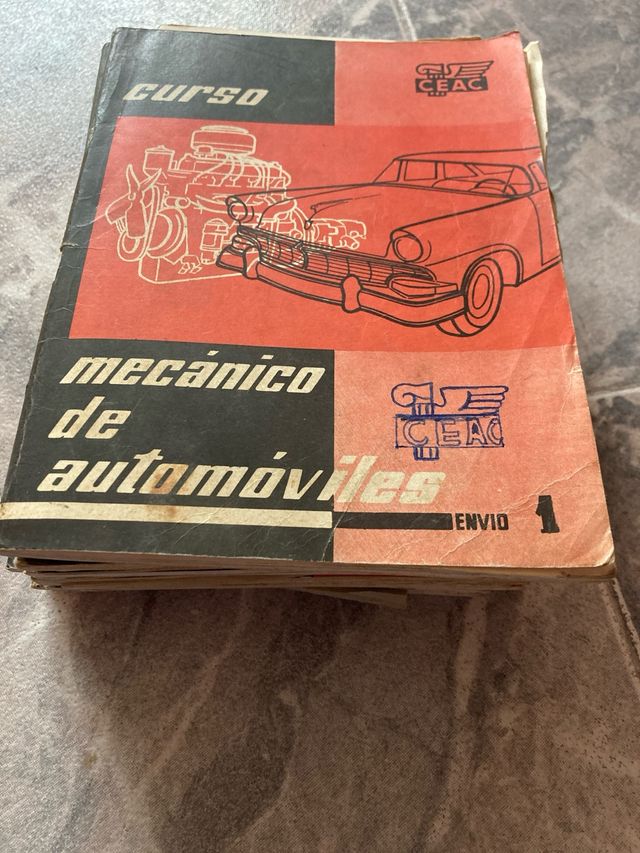 curso
CEAC
mecánico
de
automóviles
CEAC
ENVIO 1